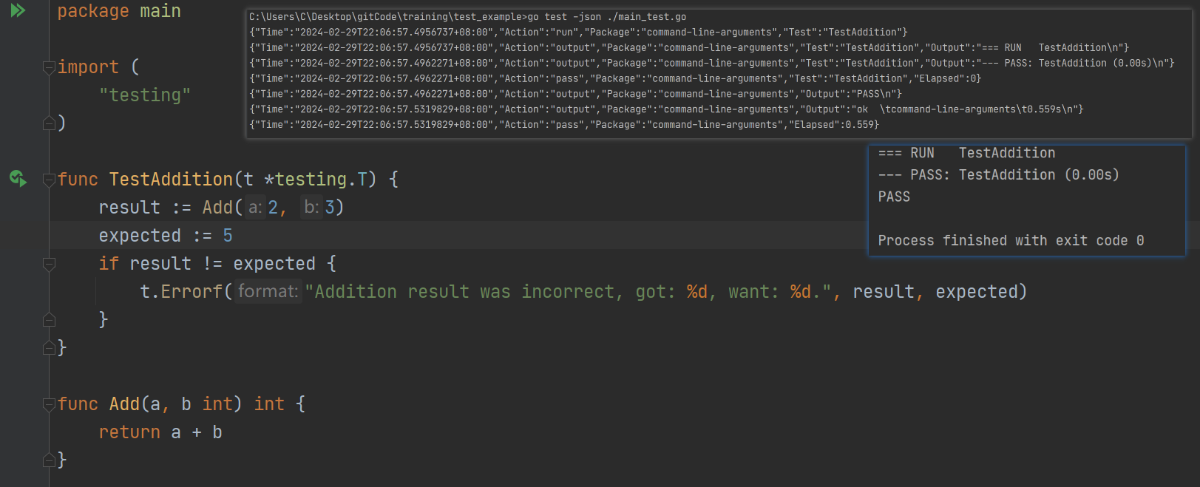 package main
import (
"testing"
)
func TestAddition(t *testing.T) {
result := Add( a: 2, b: 3)
expected := 5
if result != expected {
t.Errorf( format: "Addition result was incorrect, got: %d, want: %d.", result, expected)
}
}
func Add(a, b int) int {
return a + b
}
C:\Users\C\Desktop\gitCode\training\test_example>go test -json ./main_test.go
{"Time":"2024-02-29T22:06:57.4956737+08:00","Action":"run","Package":"command-line-arguments","Test":"TestAddition"}
{"Time":"2024-02-29T22:06:57.4956737+08:00","Action":"output","Package":"command-line-arguments","Test":"TestAddition","Output":"=== RUN   TestAddition\n"}
{"Time":"2024-02-29T22:06:57.4962271+08:00","Action":"output","Package":"command-line-arguments","Test":"TestAddition","Output":"--- PASS: TestAddition (0.00s)\n"}
{"Time":"2024-02-29T22:06:57.4962271+08:00","Action":"pass","Package":"command-line-arguments","Test":"TestAddition","Elapsed":0}
{"Time":"2024-02-29T22:06:57.4962271+08:00","Action":"output","Package":"command-line-arguments","Output":"PASS\n"}
{"Time":"2024-02-29T22:06:57.5319829+08:00","Action":"output","Package":"command-line-arguments","Output":"ok  \tcommand-line-arguments\t0.559s\n"}
{"Time":"2024-02-29T22:06:57.5319829+08:00","Action":"pass","Package":"command-line-arguments","Elapsed":0.559}
=== RUN   TestAddition
--- PASS: TestAddition (0.00s)
PASS
Process finished with exit code 0